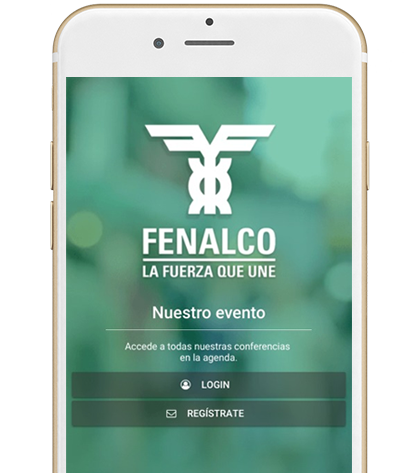 FENALCO
LA FUERZA QUE UNE
Nuestro evento
Accede a todas nuestras conferencias
en la agenda.
LOGIN
REGÍSTRATE